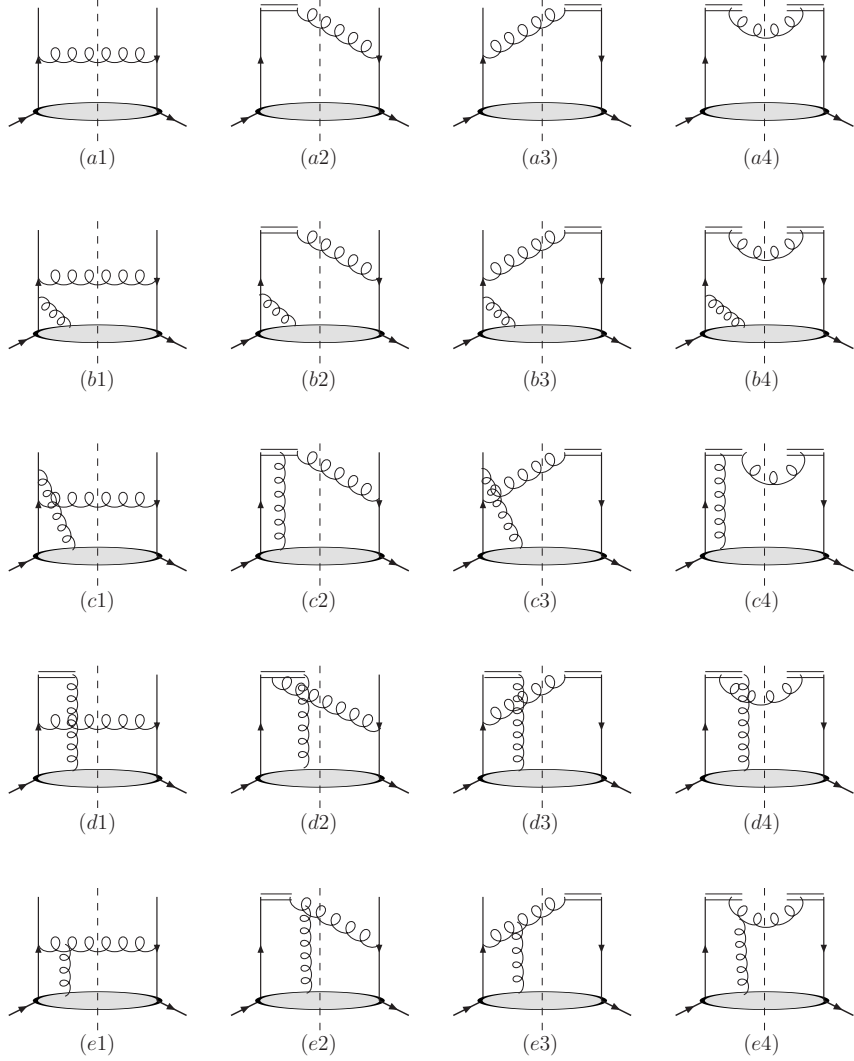 (a1) (a2) (a3) (a4)
(b1) (b2) (b3) (b4)
(c1) (c2) (c3) (c4)
(d1) (d2) (d3) (d4)
(e1) (e2) (e3) (e4)